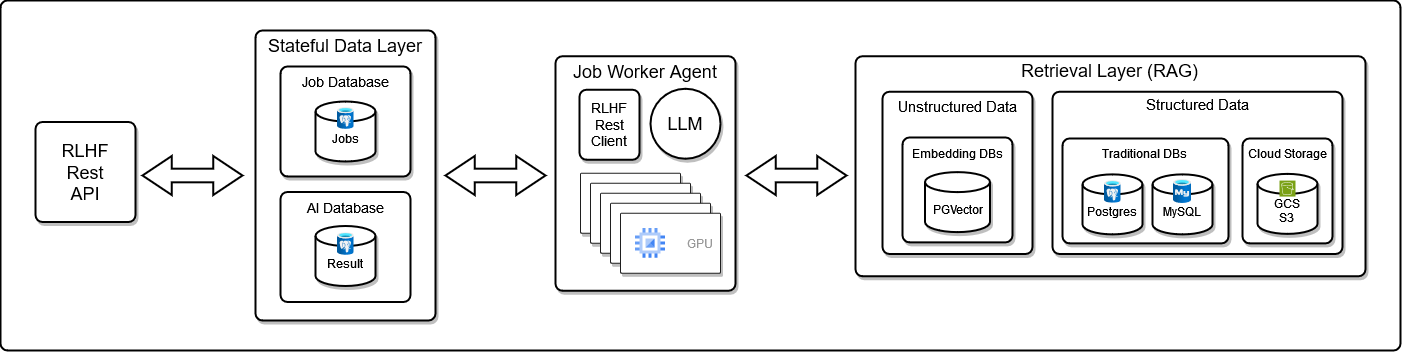 RLHF
Rest
API
Stateful Data Layer
Job Database
Jobs
AI Database
Result
Job Worker Agent
RLHF
Rest
Client
LLM
GPU
Retrieval Layer (RAG)
Unstructured Data
Embedding DBs
PGVector
Structured Data
Traditional DBs
Postgres
My
MySQL
Cloud Storage
GCS
S3